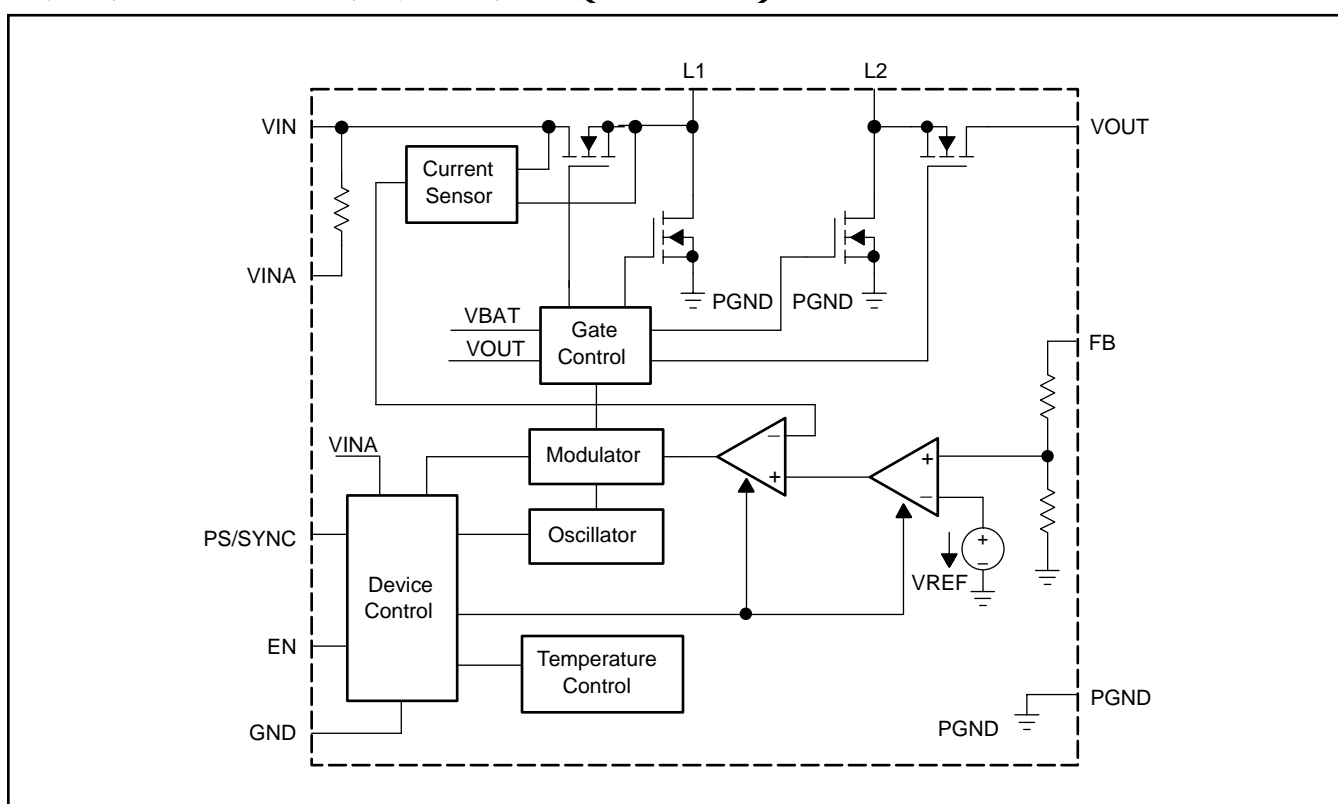 L1
L2
VIN
VOUT
Current
Sensor
VINA
PGND
PGND
VBAT
VOUT
Gate
Control
FB
VINA
Modulator
−
+
+
−
PS/SYNC
Oscillator
+
−
VREF
Device
Control
EN
Temperature
Control
GND
PGND
PGND